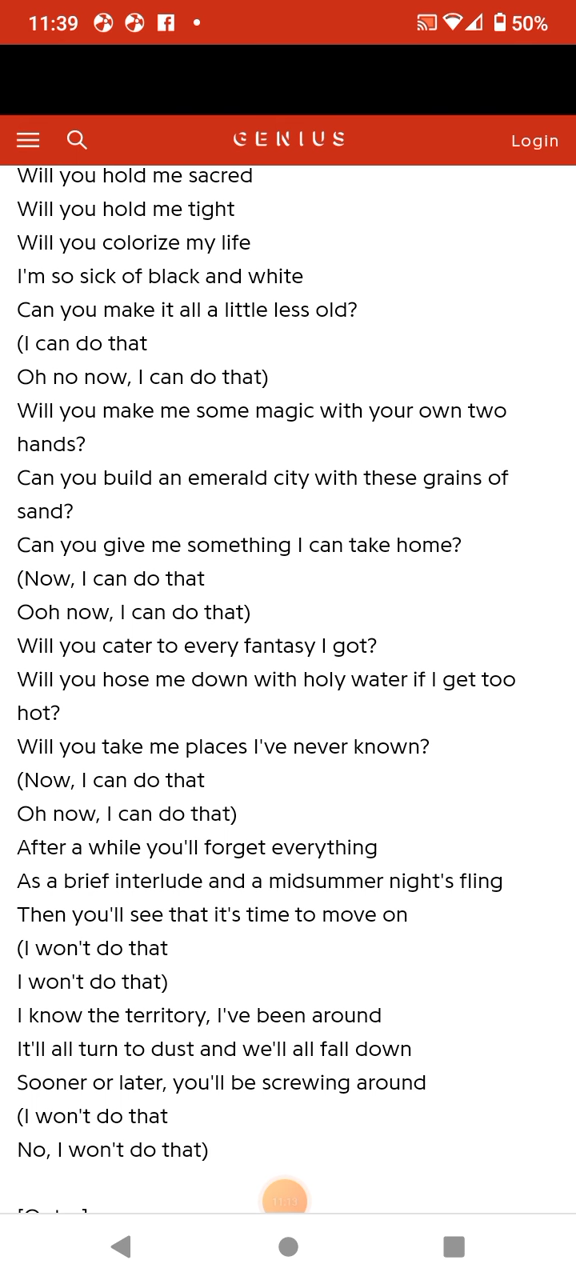 11:39
50%
GENIUS
Login
Will you hold me sacred
Will you hold me tight
Will you colorize my life
I'm so sick of black and white
Can you make it all a little less old?
(I can do that
Oh no now, I can do that)
Will you make me some magic with your own two
hands?
Can you build an emerald city with these grains of
sand?
Can you give me something I can take home?
(Now, I can do that
Ooh now, I can do that)
Will you cater to every fantasy I got?
Will you hose me down with holy water if I get too
hot?
Will you take me places I've never known?
(Now, I can do that
Oh now, I can do that)
After a while you'll forget everything
As a brief interlude and a midsummer night's fling
Then you'll see that it's time to move on
(I won't do that
I won't do that)
I know the territory, I've been around
It'll all turn to dust and we'll all fall down
Sooner or later, you'll be screwing around
(I won't do that
No, I won't do that)